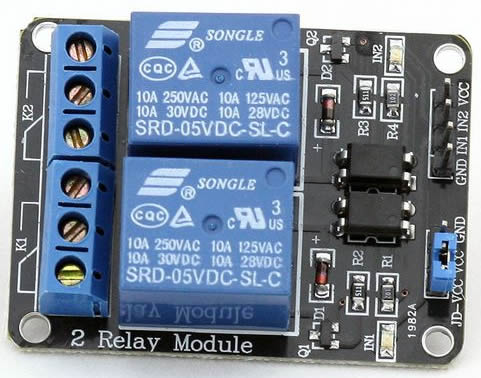 SONGLE
®
CQC
c UL US 3
10A 250VAC 10A 125VAC
10A 30VDC 10A 28VDC
SRD-05VDC-SL-C
SONGLE
®
CQC
c UL US 3
10A 250VAC 10A 125VAC
10A 30VDC 10A 28VDC
SRD-05VDC-SL-C
2 Relay Module
K2
K1
Q2
D2
IN2
R3
R4
GND IN1 IN2 VCC
R2
R1
D1
Q1
IN1
1982A
JD-VCC VCC GND